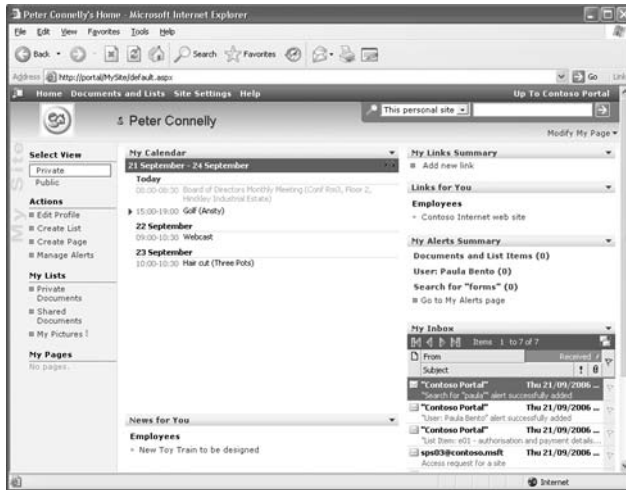 Peter Connelly's Home - Microsoft Internet Explorer
File Edit View Favorites Tools Help
Back Search Favorites
Address http://portal/MySite/default.aspx Go Links
Home Documents and Lists Site Settings Help Up To Contoso Portal
Peter Connelly This personal site
Modify My Page
My Site
Select View
Private
Public
Actions
Edit Profile
Create List
Create Page
Manage Alerts
My Lists
Private
Documents
Shared
Documents
My Pictures !
My Pages
No pages.
My Calendar
21 September - 24 September
Today
08:00-08:30 Board of Directors Monthly Meeting (Conf Rm1, Floor 2,
Hinckley Industrial Estate)
15:00-19:00 Golf (Ansty)
22 September
09:00-10:30 Webcast
23 September
10:00-10:30 Hair cut (Three Pots)
News for You
Employees
New Toy Train to be designed
My Links Summary
Add new link
Links for You
Employees
Contoso Internet web site
My Alerts Summary
Documents and List Items (0)
User: Paula Bento (0)
Search for "forms" (0)
Go to My Alerts page
My Inbox
Items 1 to 7 of 7
From Received
Subject !
"Contoso Portal" Thu 21/09/2006 ...
"Search for "paula"" alert successfully added
"Contoso Portal" Thu 21/09/2006 ...
"User: Paula Bento" alert successfully added
"Contoso Portal" Thu 21/09/2006 ...
"List Item: e01 - authorisation and payment details...
sps03@contoso.msft Thu 21/09/2006 ...
Access request for a site
Internet